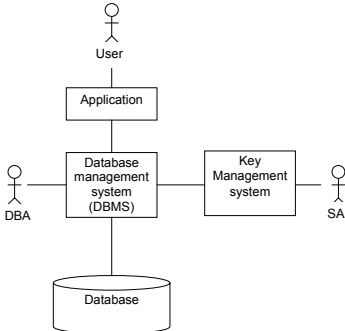 User
Application
Database
management
system
(DBMS)
Key
Management
system
DBA
SA
Database